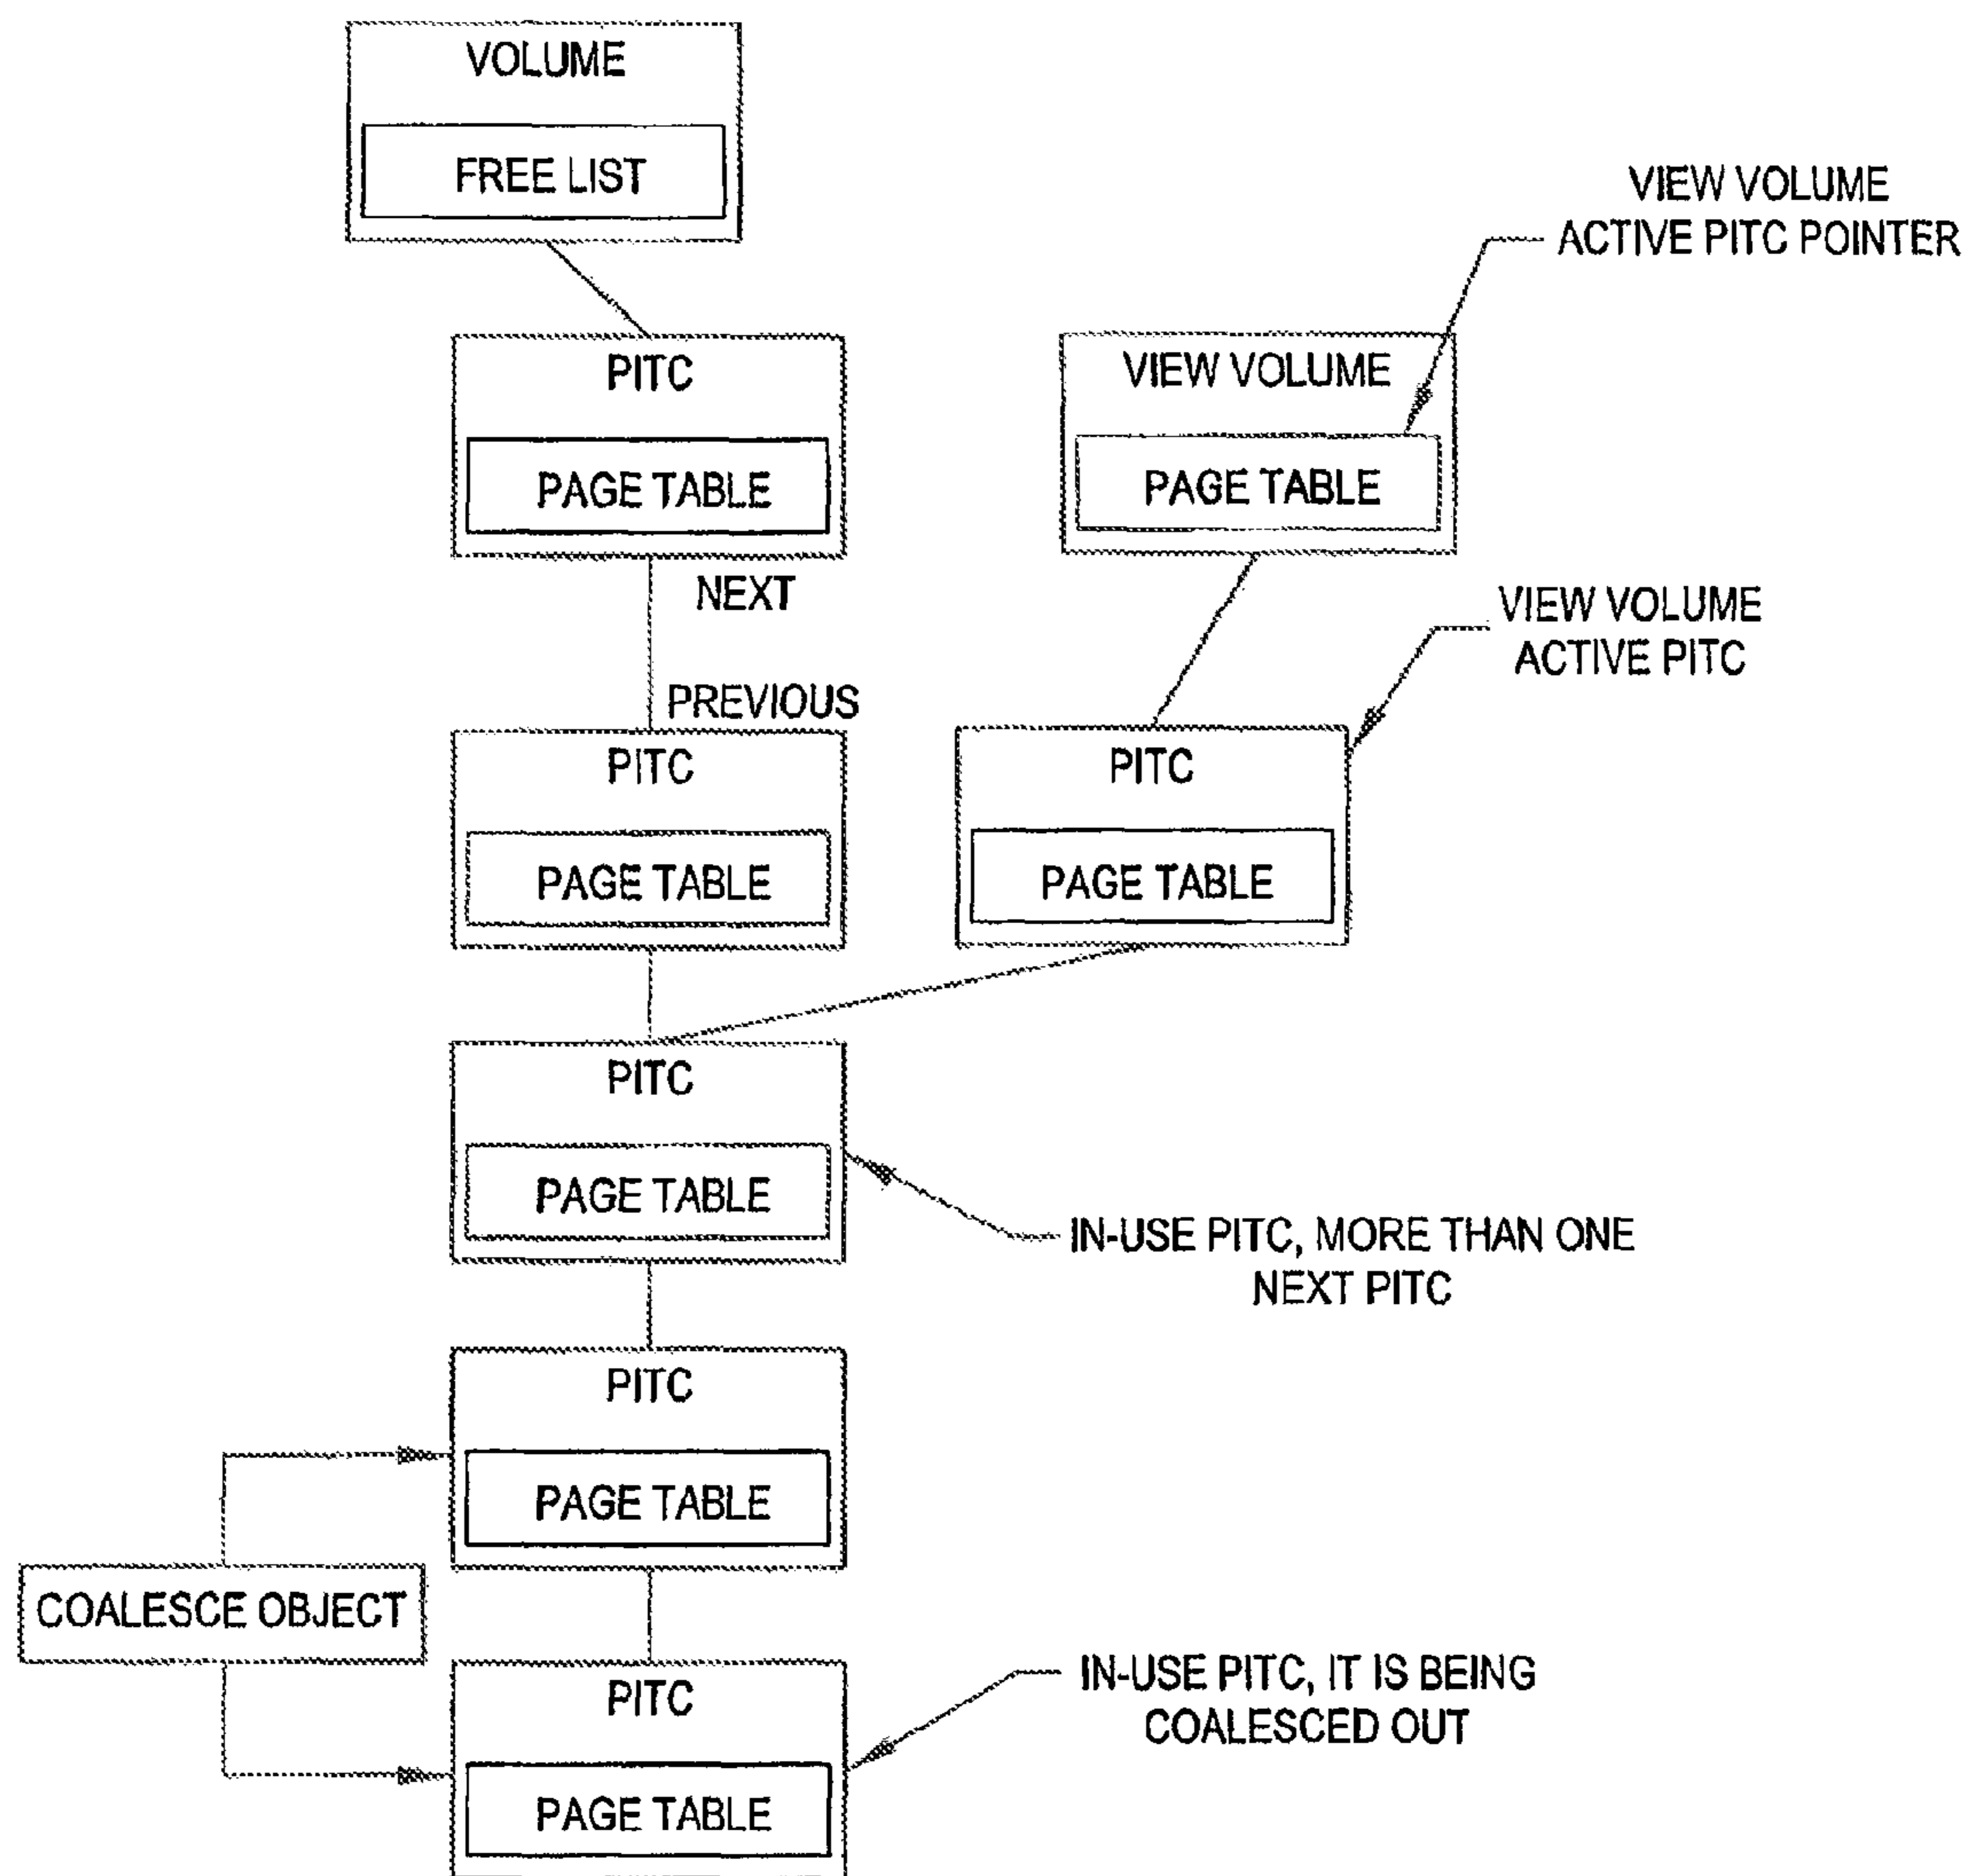 VOLUME
FREE LIST
VIEW VOLUME
ACTIVE PITC POINTER
PITC
PAGE TABLE
VIEW VOLUME
PAGE TABLE
NEXT
VIEW VOLUME
ACTIVE PITC
PREVIOUS
PITC
PAGE TABLE
PITC
PAGE TABLE
PITC
PAGE TABLE
IN-USE PITC, MORE THAN ONE
NEXT PITC
PITC
PAGE TABLE
COALESCE OBJECT
PITC
PAGE TABLE
IN-USE PITC, IT IS BEING
COALESCED OUT